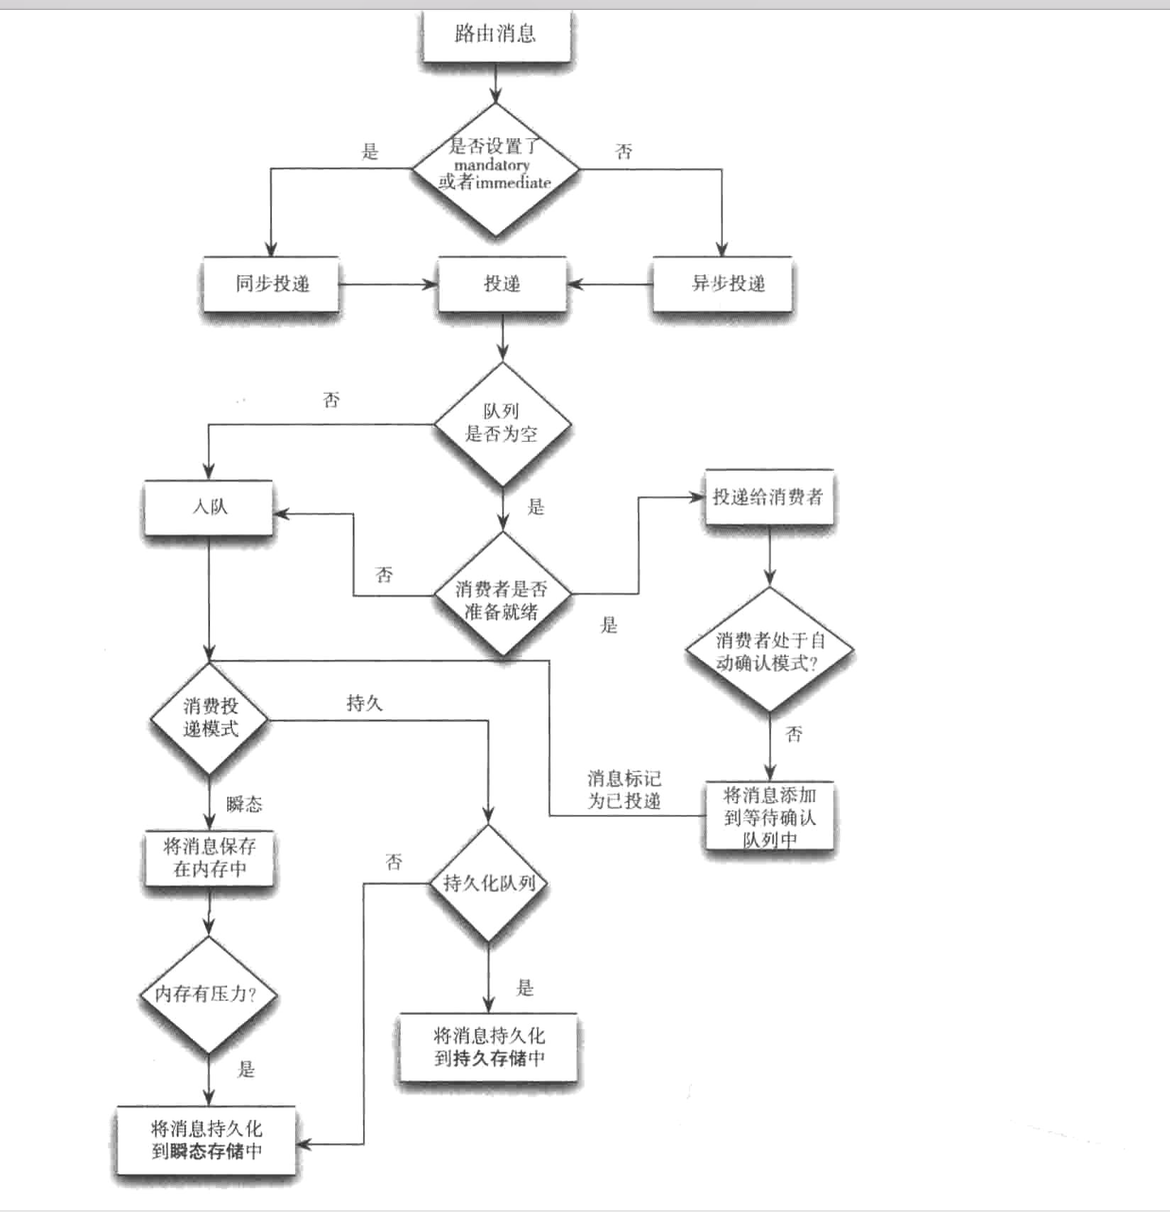 路由消息
是否设置了
mandatory
或者immediate
是
否
同步投递
投递
异步投递
队列
是否为空
否
是
入队
投递给消费者
消费者是否
准备就绪
否
是
消费者处于自
动确认模式?
否
消费投
递模式
持久
瞬态
消息标记
为已投递
将消息添加
到等待确认
队列中
将消息保存
在内存中
否
持久化队列
是
内存有压力?
是
将消息持久化
到持久存储中
将消息持久化
到瞬态存储中